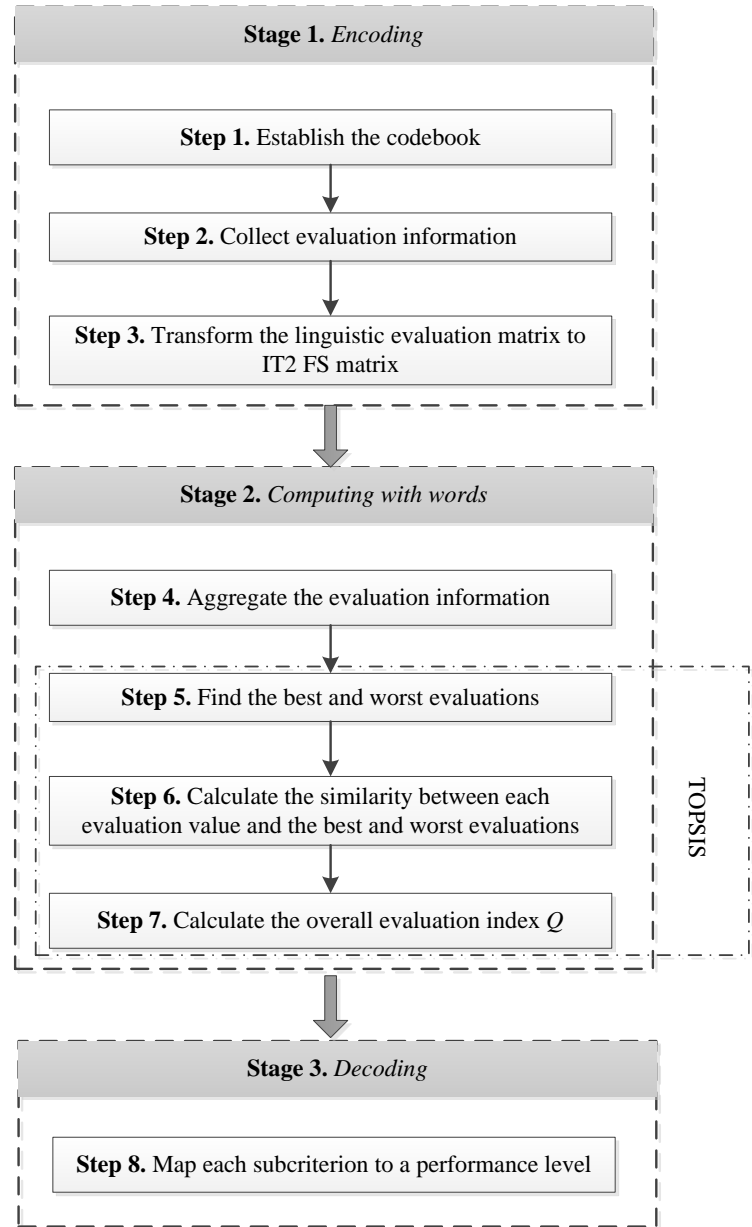 Stage 1. Encoding
Step 1. Establish the codebook
Step 2. Collect evaluation information
Step 3. Transform the linguistic evaluation matrix to
IT2 FS matrix
Stage 2. Computing with words
Step 4. Aggregate the evaluation information
Step 5. Find the best and worst evaluations
Step 6. Calculate the similarity between each
evaluation value and the best and worst evaluations
TOPSIS
Step 7. Calculate the overall evaluation index Q
Stage 3. Decoding
Step 8. Map each subcriterion to a performance level